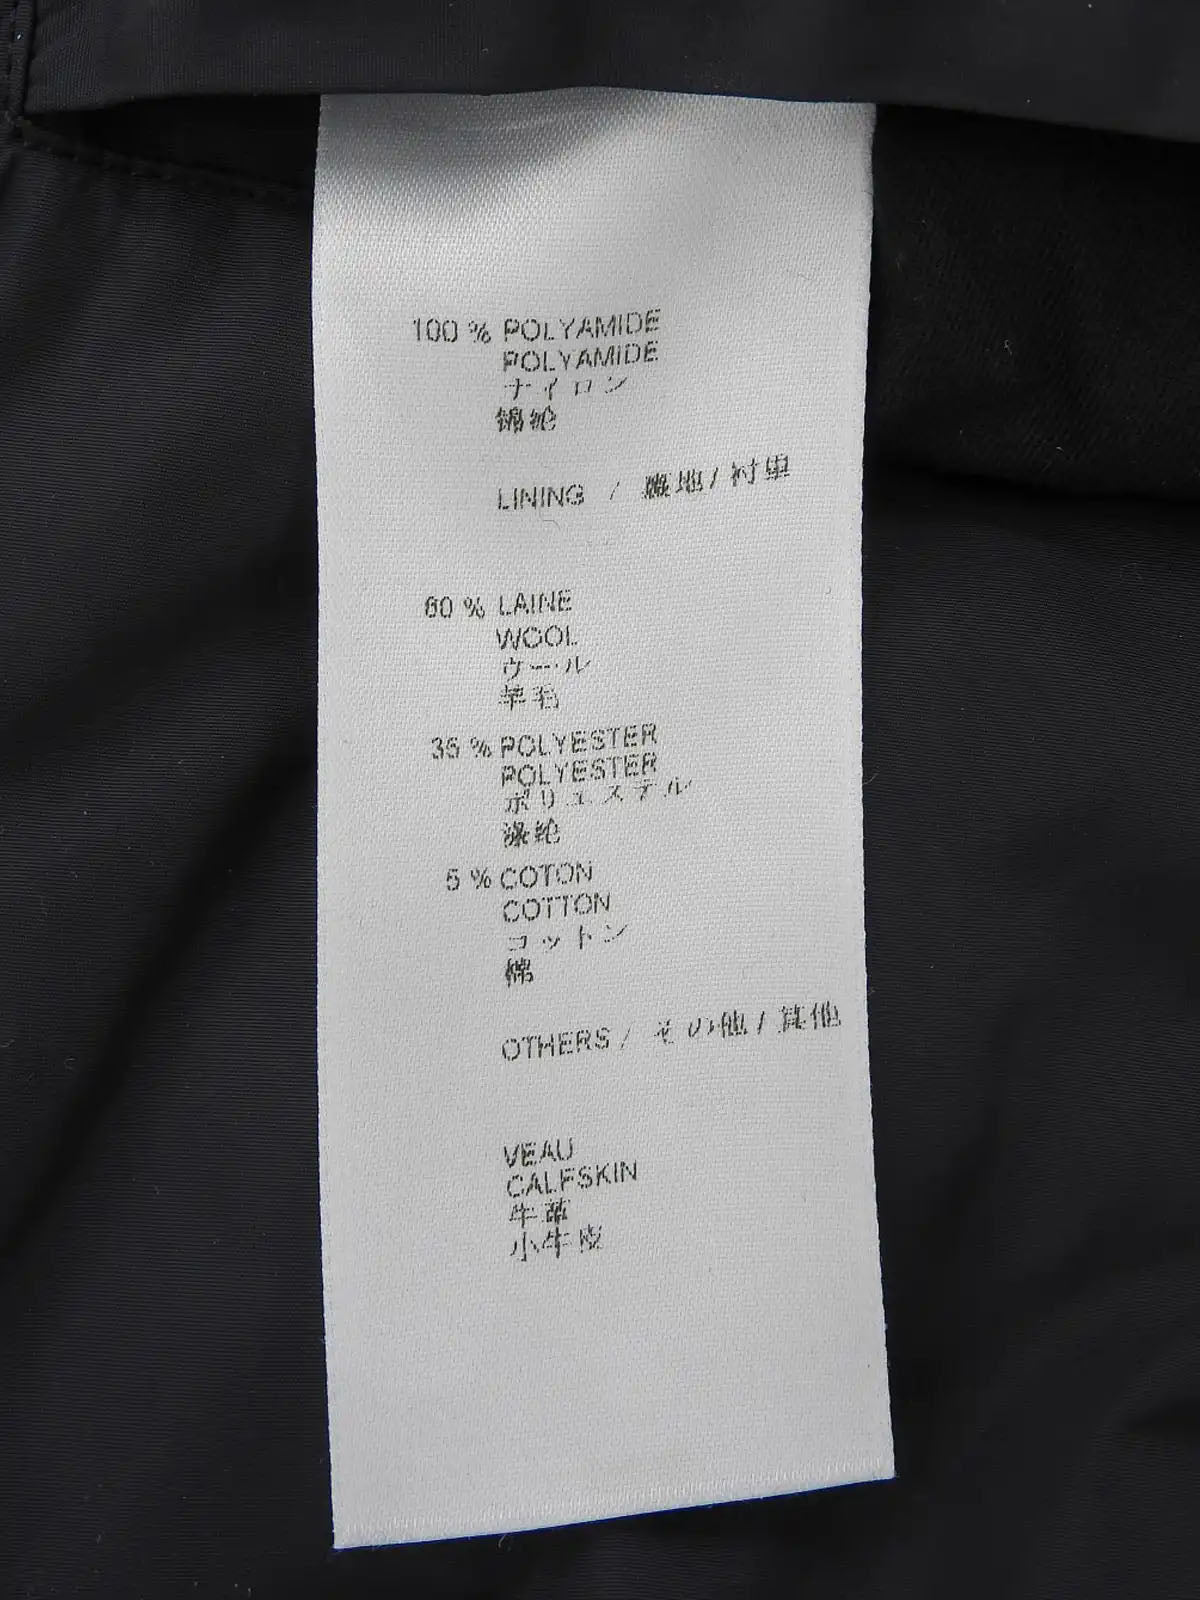 100 % POLYAMIDE
POLYAMIDE
ナイロン
锦纶
LINING / 裏地 / 衬里
60 % LAINE
WOOL
ウール
羊毛
35 % POLYESTER
POLYESTER
ポリエステル
涤纶
5 % COTON
COTTON
コットン
棉
OTHERS / その他 / 其他
VEAU
CALFSKIN
牛革
小牛皮